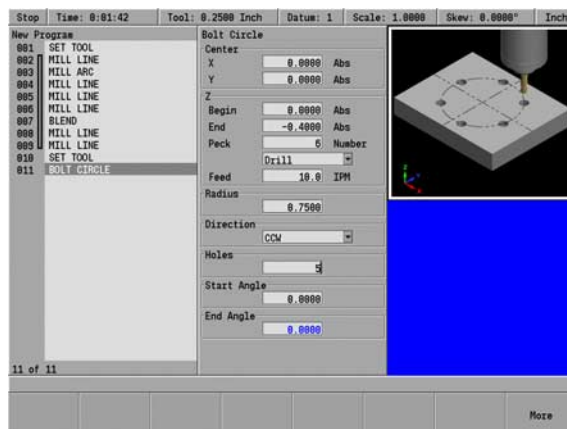 Stop Time: 0:01:42 Tool: 0.2500 Inch Datum: 1 Scale: 1.0000 Skew: 0.0000° Inch
New Program
001 SET TOOL
002 MILL LINE
003 MILL ARC
004 MILL LINE
005 MILL LINE
006 MILL LINE
007 BLEND
008 MILL LINE
009 MILL LINE
010 SET TOOL
011 BOLT CIRCLE
11 of 11
Bolt Circle
Center
X 0.0000 Abs
Y 0.0000 Abs
Z
Begin 0.0000 Abs
End -0.4000 Abs
Peck 6 Number
Drill
Feed 10.0 IPM
Radius
0.7500
Direction
CCW
Holes
5
Start Angle
0.0000
End Angle
0.0000
More